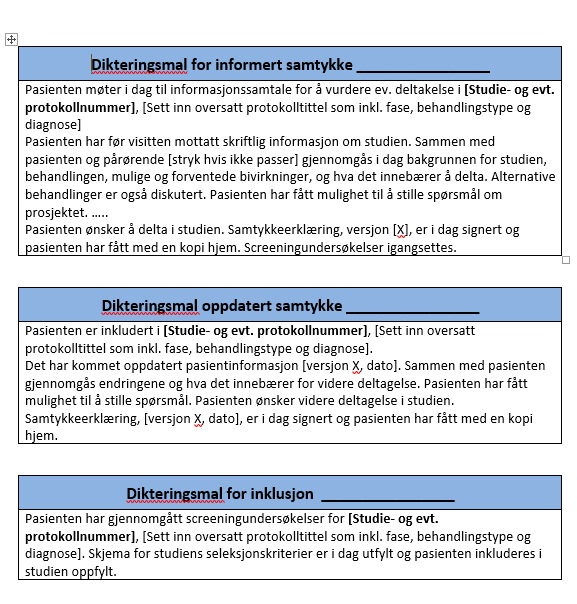 Dikteringsmal for informert samtykke ________________
Pasienten møter i dag til informasjonssamtale for å vurdere ev. deltakelse i [Studie- og evt.
protokollnummer], [Sett inn oversatt protokolltittel som inkl. fase, behandlingstype og
diagnose]
Pasienten har før visitten mottatt skriftlig informasjon om studien. Sammen med
pasienten og pårørende [stryk hvis ikke passer] gjennomgås i dag bakgrunnen for studien,
behandlingen, mulige og forventede bivirkninger, og hva det innebærer å delta. Alternative
behandlinger er også diskutert. Pasienten har fått mulighet til å stille spørsmål om
prosjektet. …..
Pasienten ønsker å delta i studien. Samtykkeerklæring, versjon [X], er i dag signert og
pasienten har fått med en kopi hjem. Screeningundersøkelser igangsettes.
Dikteringsmal oppdatert samtykke ________________
Pasienten er inkludert i [Studie- og evt. protokollnummer], [Sett inn oversatt
protokolltittel som inkl. fase, behandlingstype og diagnose].
Det har kommet oppdatert pasientinformasjon [versjon X, dato]. Sammen med pasienten
gjennomgås endringene og hva det innebærer for videre deltagelse. Pasienten har fått
mulighet til å stille spørsmål. Pasienten ønsker videre deltagelse i studien.
Samtykkeerklæring, [versjon X, dato], er i dag signert og pasienten har fått med en kopi
hjem.
Dikteringsmal for inklusjon ________________
Pasienten har gjennomgått screeningundersøkelser for [Studie- og evt.
protokollnummer], [Sett inn oversatt protokolltittel som inkl. fase, behandlingstype og
diagnose]. Skjema for studiens seleksjonskriterier er i dag utfylt og pasienten inkluderes i
studien oppfylt.